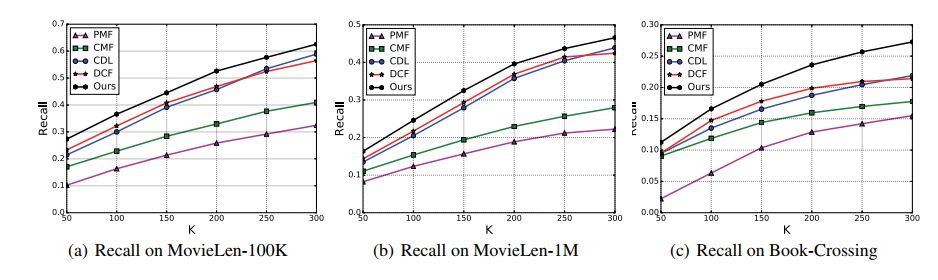 0.7
0.6
0.5
0.4
0.3
0.2
0.1
0.0
Recall
PMF
CMF
CDL
DCF
Ours
50 100 150 200 250 300
K
(a) Recall on MovieLen-100K
0.5
0.4
0.3
0.2
0.1
0.0
Recall
PMF
CMF
CDL
DCF
Ours
50 100 150 200 250 300
K
(b) Recall on MovieLen-1M
0.30
0.25
0.20
0.15
0.10
0.05
0.00
Recall
PMF
CMF
CDL
DCF
Ours
50 100 150 200 250 300
K
(c) Recall on Book-Crossing